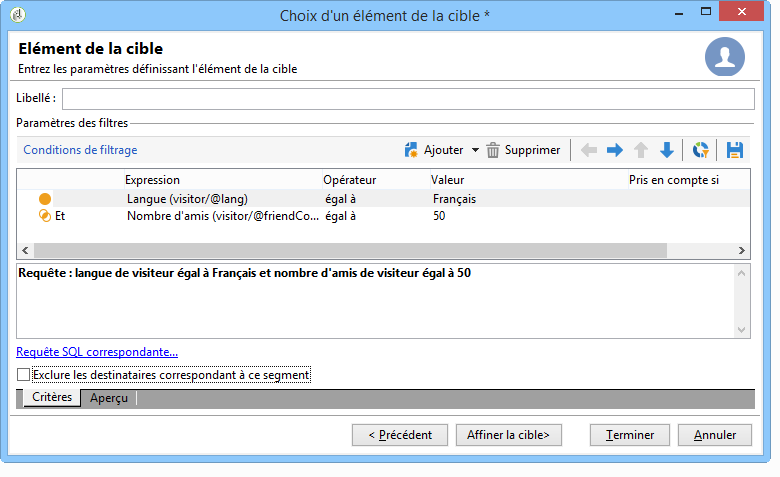 Choix d'un élément de la cible *
Elément de la cible
Entrez les paramètres définissant l'élément de la cible
Libellé :
Paramètres des filtres
Conditions de filtrage Ajouter Supprimer
Expression Opérateur Valeur Pris en compte si
Langue (visitor/@lang) égal à Français
Et Nombre d'amis (visitor/@friendCo... égal à 50
Requête : langue de visiteur égal à Français et nombre d'amis de visiteur égal à 50
Requête SQL correspondante...
Exclure les destinataires correspondant à ce segment
Critères Aperçu
< Précédent Affiner la cible> Terminer Annuler